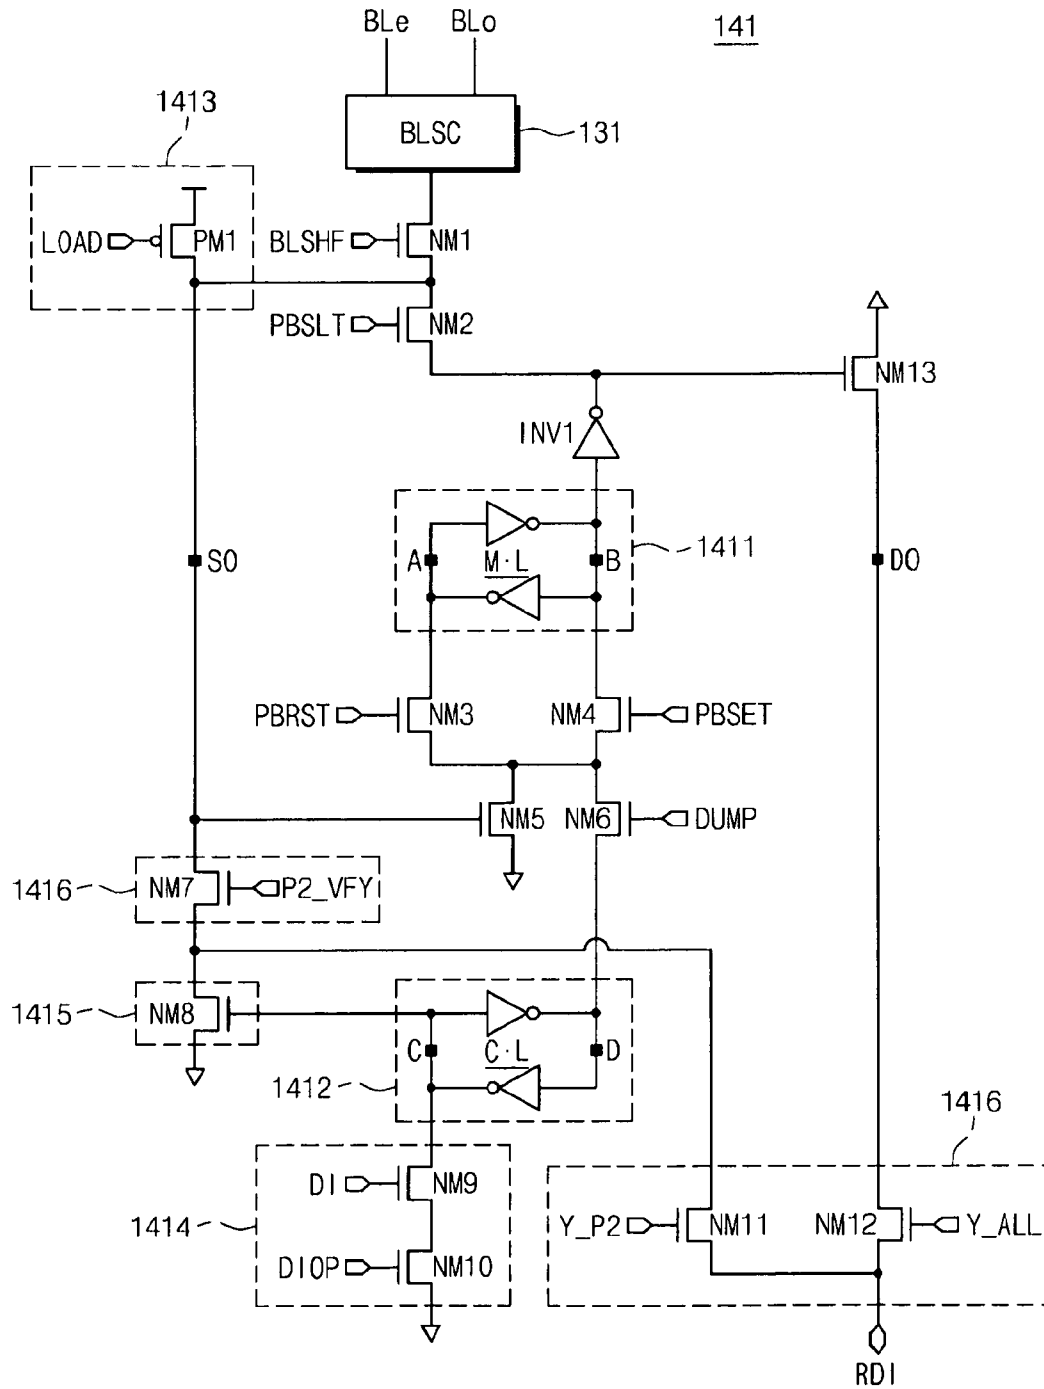 BLe BLo 141
1413
BLSC 131
LOAD PM1 BLSHF NM1
PBSLT NM2
NM13
INV1
A M·L B 1411
SO DO
PBRST NM3 NM4 PBSET
NM5 NM6 DUMP
1416 NM7 P2_VFY
1415 NM8
C C·L D
1412
1416
DI NM9
1414
Y_P2 NM11 NM12 Y_ALL
DIOP NM10
RDI